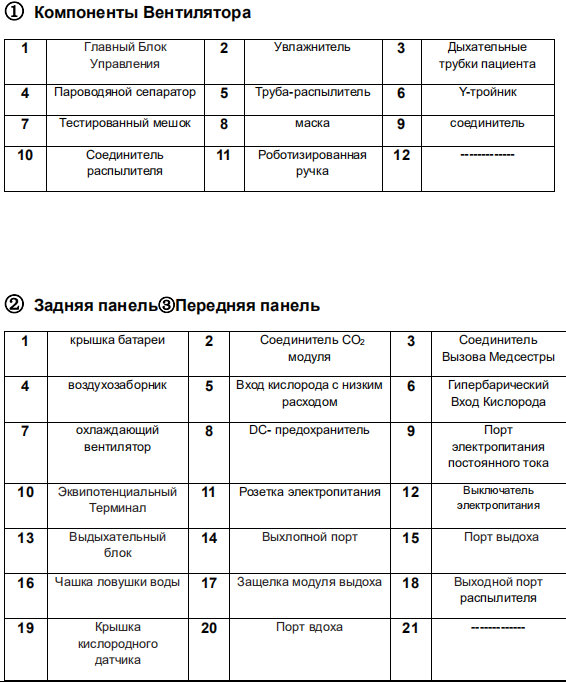 ① Компоненты Вентилятора
1 Главный Блок 2 Увлажнитель 3 Дыхательные
Управления трубки пациента
4 Пароводяной сепаратор 5 Труба-распылитель 6 Y-тройник
7 Тестированный мешок 8 маска 9 соединитель
10 Соединитель 11 Роботизированная 12 -------------
распылителя ручка
② Задняя панель③Передняя панель
1 крышка батареи 2 Соединитель CO₂ 3 Соединитель
модуля Вызова Медсестры
4 воздухозаборник 5 Вход кислорода с низким 6 Гипербарический
расходом Вход Кислорода
7 охлаждающий 8 DC- предохранитель 9 Порт
вентилятор электропитания
постоянного тока
10 Эквипотенциальный 11 Розетка электропитания 12 Выключатель
Терминал электропитания
13 Выдыхательный 14 Выхлопной порт 15 Порт выдоха
блок
16 Чашка ловушки воды 17 Защелка модуля выдоха 18 Выходной порт
распылителя
19 Крышка 20 Порт вдоха 21 -------------
кислородного
датчика